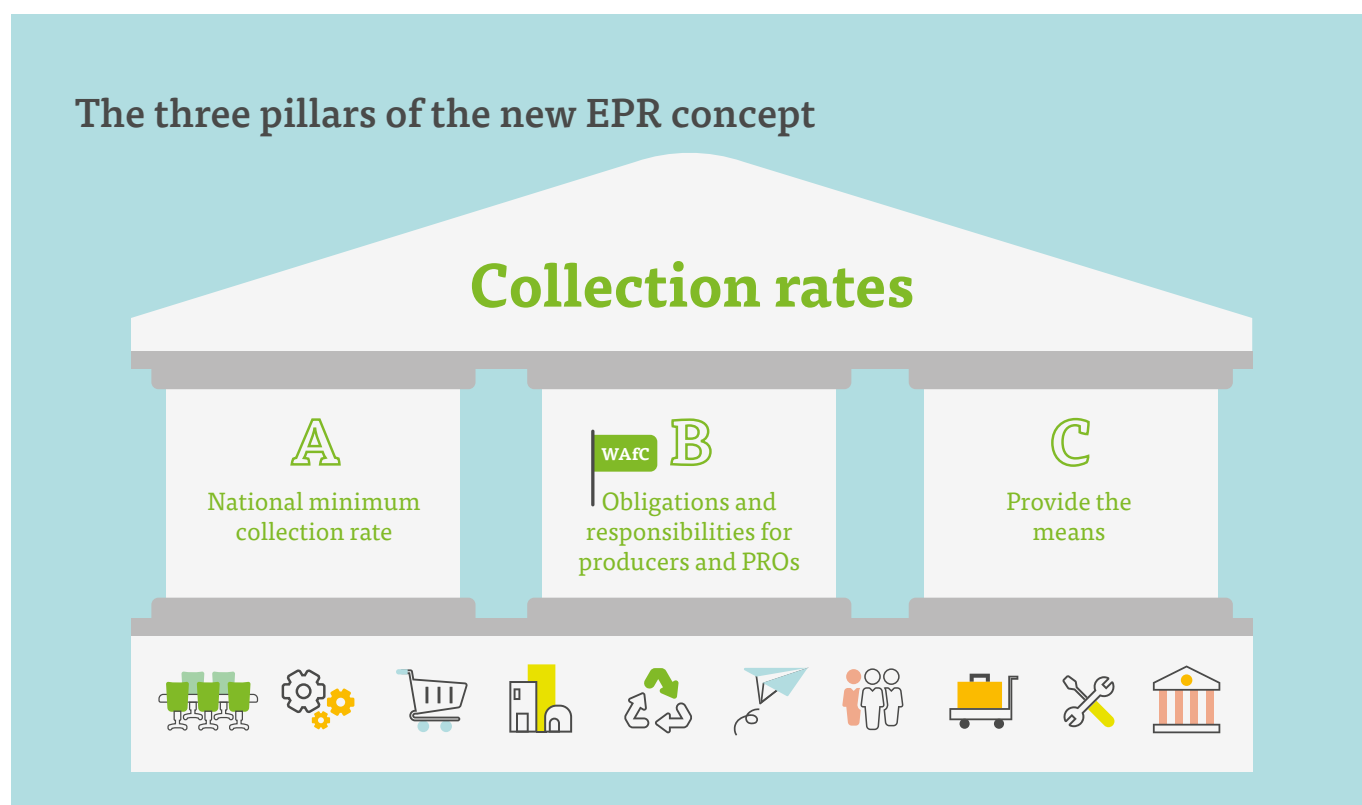 The three pillars of the new EPR concept
Collection rates
A
National minimum
collection rate
WAfC
B
Obligations and
responsibilities for
producers and PROs
C
Provide the
means